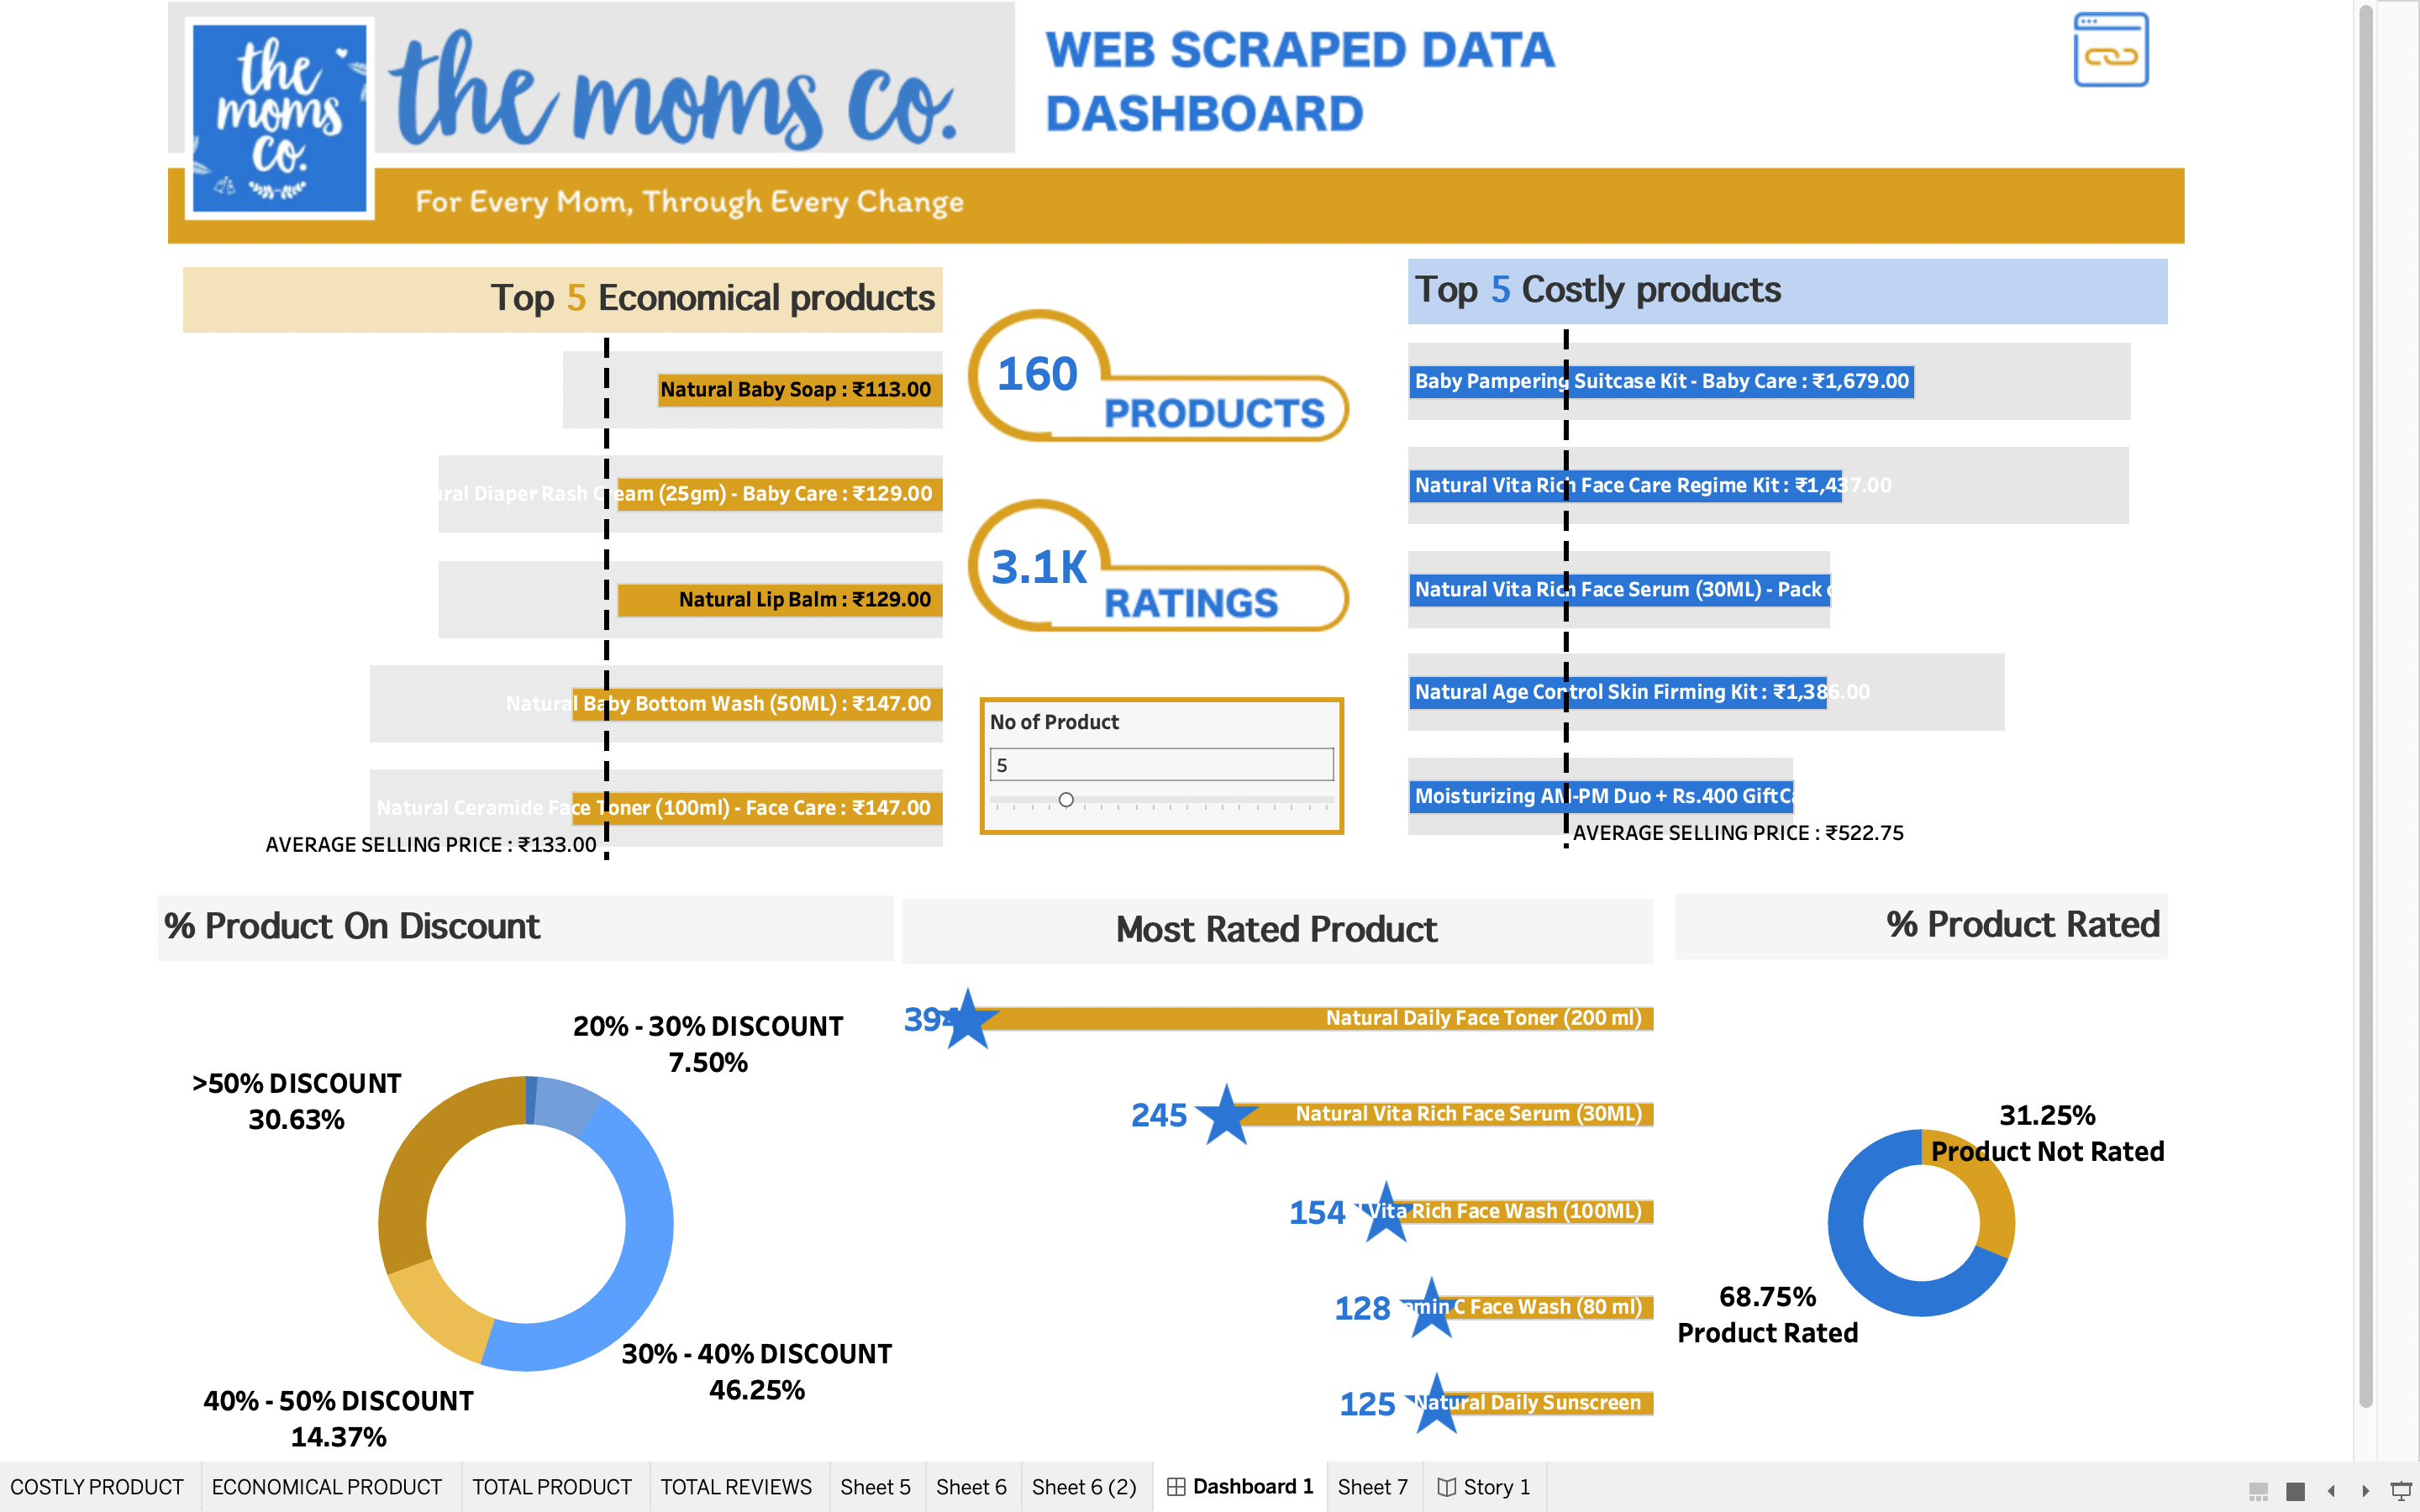 the
moms
co.
the moms co.
WEB SCRAPED DATA
DASHBOARD
For Every Mom, Through Every Change
Top 5 Economical products
Natural Baby Soap : ₹113.00
Rash Cream (25gm) - Baby Care : ₹129.00
Natural Lip Balm : ₹129.00
Natural Baby Bottom Wash (50ML) : ₹147.00
Natural Ceramide Face Toner (100ml) - Face Care : ₹147.00
AVERAGE SELLING PRICE : ₹133.00
160
PRODUCTS
3.1K
RATINGS
No of Product
5
Top 5 Costly products
Baby Pampering Suitcase Kit - Baby Care : ₹1,679.00
Natural Vita Rich Face Care Regime Kit : ₹1,437.00
Natural Vita Rich Face Serum (30ML) - Pack
Natural Age Control Skin Firming Kit : ₹1,386.00
Moisturizing AM-PM Duo + Rs.400 GiftCa
AVERAGE SELLING PRICE : ₹522.75
% Product On Discount
20% - 30% DISCOUNT
7.50%
>50% DISCOUNT
30.63%
30% - 40% DISCOUNT
46.25%
40% - 50% DISCOUNT
14.37%
Most Rated Product
394 Natural Daily Face Toner (200 ml)
245 Natural Vita Rich Face Serum (30ML)
154 Vita Rich Face Wash (100ML)
128 amin C Face Wash (80 ml)
125 Natural Daily Sunscreen
% Product Rated
31.25%
Product Not Rated
68.75%
Product Rated
COSTLY PRODUCT ECONOMICAL PRODUCT TOTAL PRODUCT TOTAL REVIEWS Sheet 5 Sheet 6 Sheet 6 (2) Dashboard 1 Sheet 7 Story 1